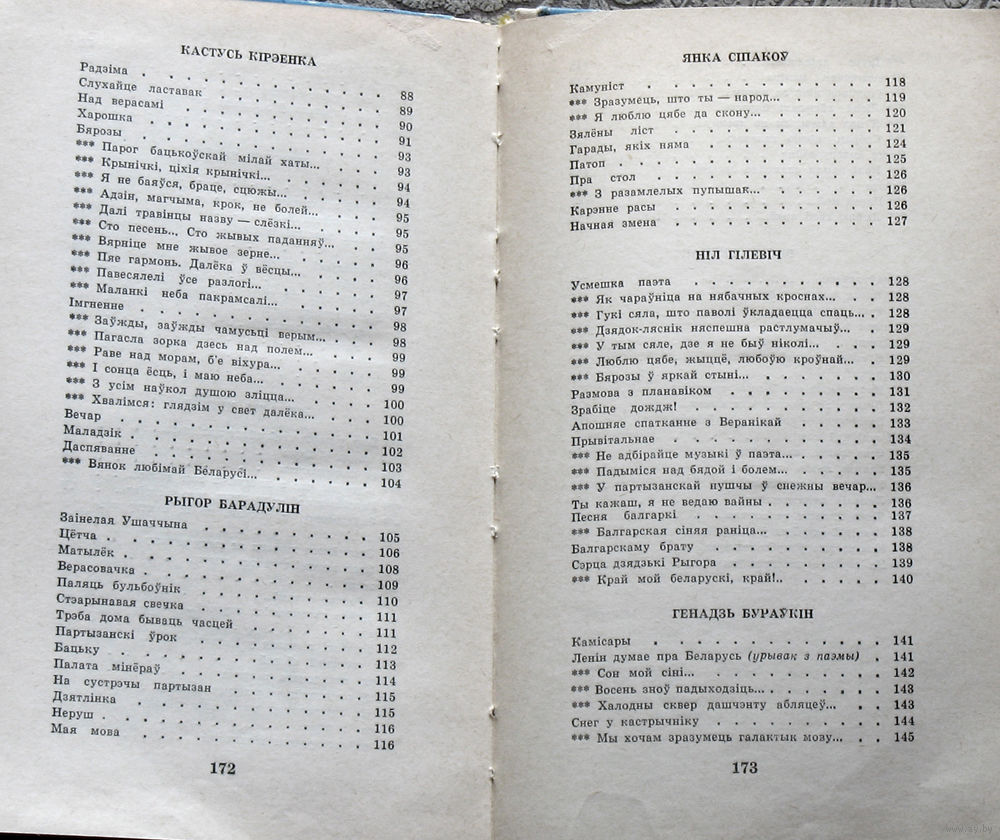 КАСТУСЬ КІРЭЕНКА
Радзіма . . . . . . . . . . 88
Слухайце ластавак . . . . . . . . 89
Над верасамі . . . . . . . . . 90
Харошка . . . . . . . . . . 91
Бярозы . . . . . . . . . . 93
*** Парог бацькоўскай мілай хаты... . . . 93
*** Крынічкі, ціхія крынічкі... . . . . . 94
*** Я не баяўся, браце, сцюжы... . . . . 94
*** Адзін, магчыма, крок, не болей... . . . 95
*** Далі травінцы назву — слёзкі... . . . . 95
*** Сто песень... Сто жывых паданняў... . . 95
*** Вярніце мне жывое зерне... . . . . . 96
*** Пяе гармонь. Далёка ў вёсцы... . . . . 96
*** Павесялелі ўсе разлогі... . . . . . 97
*** Маланкі неба пакрамсалі... . . . . . 97
Імгненне . . . . . . . . . . 98
*** Заўжды, заўжды чамусьці верым... . . . 98
*** Пагасла зорка дзесь над полем... . . . 99
*** Раве над морам, б'е віхура... . . . . 99
*** І сонца ёсць, і маю неба... . . . . . 99
*** З усім наўкол душою зліцца... . . . . 100
*** Хвалімся: глядзім у свет далёка... . . . 100
Вечар . . . . . . . . . . 101
Маладзік . . . . . . . . . . 102
Даспяванне . . . . . . . . . 103
*** Вянок любімай Беларусі... . . . . . . 104
РЫГОР БАРАДУЛІН
Заінелая Ушаччына . . . . . . . . 105
Цётча . . . . . . . . . . . 106
Матылёк . . . . . . . . . . 108
Верасовачка . . . . . . . . . 109
Паляць бульбоўнік . . . . . . . . 110
Стэарынавая свечка . . . . . . . . 111
Трэба дома бываць часцей . . . . . . 111
Партызанскі ўрок . . . . . . . . 112
Бацьку . . . . . . . . . . 113
Палата мінёраў . . . . . . . . 114
На сустрэчы партызан . . . . . . . 115
Дзятлінка . . . . . . . . . . 115
Неруш . . . . . . . . . . . 116
Мая мова . . . . . . . . . . 116
172
ЯНКА СІПАКОЎ
Камуніст . . . . . . . . . . 118
*** Зразумець, што ты — народ... . . . . . 119
*** Я люблю цябе да скону... . . . . . 120
Зялёны ліст . . . . . . . . . 121
Гарады, якіх няма . . . . . . . . 124
Патоп . . . . . . . . . . . 125
Пра стол . . . . . . . . . . 126
*** З разамлелых пупышак... . . . . . . 126
Карэнне расы . . . . . . . . . 126
Начная змена . . . . . . . . . 127
НІЛ ГІЛЕВІЧ
Усмешка паэта . . . . . . . . . 128
*** Як чараўніца на нябачных кроснах... . . 128
*** Гукі сяла, што паволі ўкладаецца спаць... . 128
*** Дзядок-ляснік няспешна растлумачыў... . . 129
*** У тым сяле, дзе я не быў ніколі... . . . 129
*** Люблю цябе, жыццё, любоўю кроўнай... . . 129
*** Бярозы ў яркай стыні... . . . . . . 130
Размова з планавіком . . . . . . . 131
Зрабіце дождж! . . . . . . . . . 132
Апошняе спатканне з Веранікай . . . . . 133
Прывітальнае . . . . . . . . . 134
*** Не адбірайце музыкі ў паэта... . . . . 135
*** Падыміся над бядой і болем... . . . . 135
*** У партызанскай пушчы ў снежны вечар... 136
Ты кажаш, я не ведаю вайны . . . . . . 136
Песня балгаркі . . . . . . . . 137
*** Балгарская сіняя раніца... . . . . . 138
Балгарскаму брату . . . . . . . . 138
Сэрца дзядзькі Рыгора . . . . . . . 139
*** Край мой беларускі, край!.. . . . . . 140
ГЕНАДЗЬ БУРАЎКІН
Камісары . . . . . . . . . . 141
Ленін думае пра Беларусь (урывак з паэмы) . 141
*** Сон мой сіні... . . . . . . . . 142
*** Восень зноў падыходзіць... . . . . . . 143
*** Халодны сквер дашчэнту абляцеў... . . . 143
Снег у кастрычніку . . . . . . . . 144
*** Мы хочам зразумець галактык мову... . . 145
173
www.ay.by